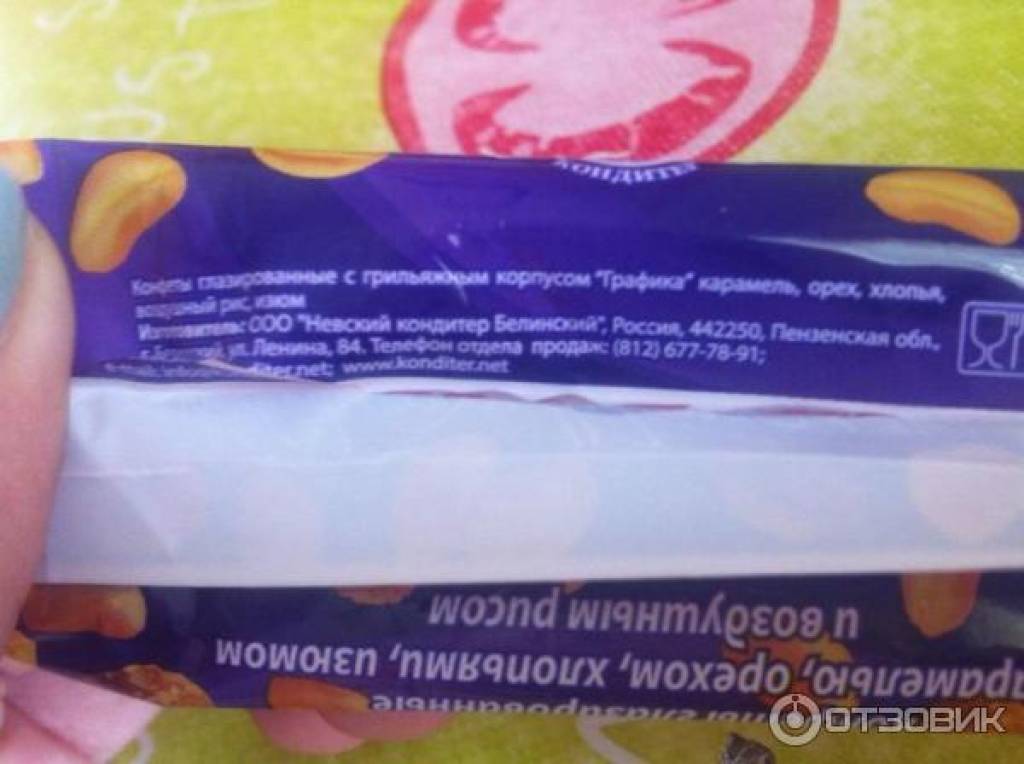 КОНДИТЕР
Конфеты глазированные с грильяжным корпусом "Графика" карамель, орех, хлопья,
воздушный рис, изюм
Изготовитель: ООО "Невский кондитер Белинский", Россия, 442250, Пензенская обл.,
ул. Ленина, 84. Телефон отдела продаж: (812) 677-78-91;
www.konditer.net
глазированные
карамелью, орехом, хлопьями, изюмом
и воздушным рисом
ОТЗОВИК